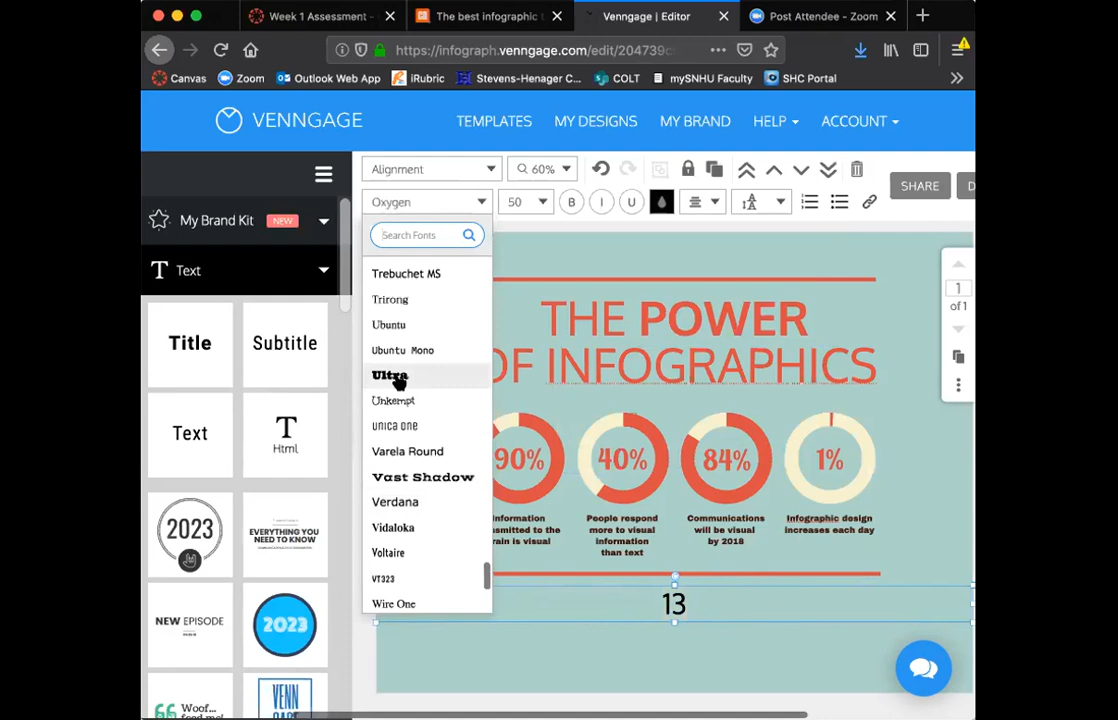 Week 1 Assessment -
The best infographic t
Venngage | Editor
Post Attendee - Zoom
https://infograph.venngage.com/edit/204739c
Canvas
Zoom
Outlook Web App
iRubric
Stevens-Henager C...
COLT
mySNHU Faculty
SHC Portal
VENNGAGE
TEMPLATES
MY DESIGNS
MY BRAND
HELP
ACCOUNT
Alignment
60%
SHARE
D
Oxygen
50
B
I
U
My Brand Kit
NEW
Text
Title
Subtitle
Text
T
Html
2023
EVERYTHING YOU
NEED TO KNOW
NEW EPISODE
2023
Woof...
VENN
Search Fonts
Trebuchet MS
Trirong
Ubuntu
Ubuntu Mono
Ultra
Unkempt
Unica One
Varela Round
Vast Shadow
Verdana
Vidaloka
Voltaire
VT323
Wire One
THE POWER
OF INFOGRAPHICS
90%
40%
84%
1%
Information
smitted to the
rain is visual
People respond
more to visual
information
than text
Communications
will be visual
by 2018
Infographic design
increases each day
13
1
of 1